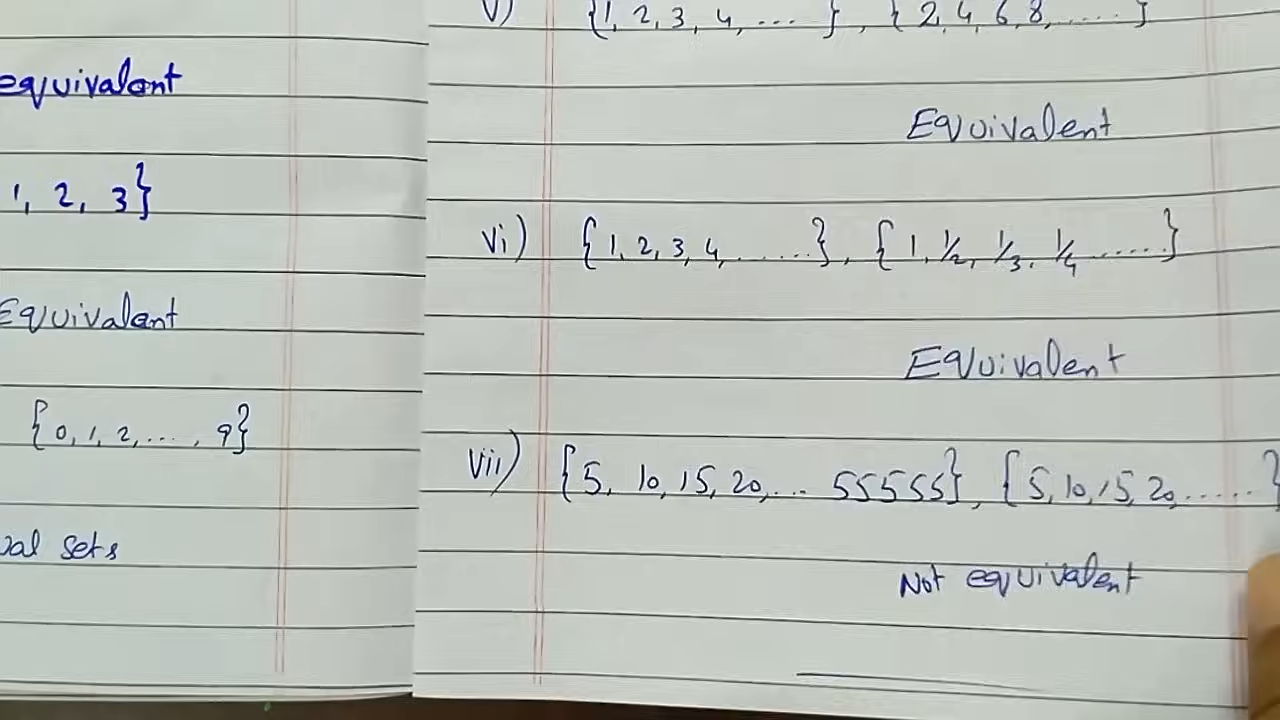 equivalent
1, 2, 3}
Equivalent
{0, 1, 2, ... , 9}
sets
v) {1, 2, 3, 4, ... } , { 2, 4, 6, 8, ..... }
Equivalent
vi) { 1, 2, 3, 4, .......}, { 1, 1/2, 1/3, 1/4 ......}
Equivalent
vii) {5, 10, 15, 20, ... 55555}, {5, 10, 15, 20, ......}
Not equivalent